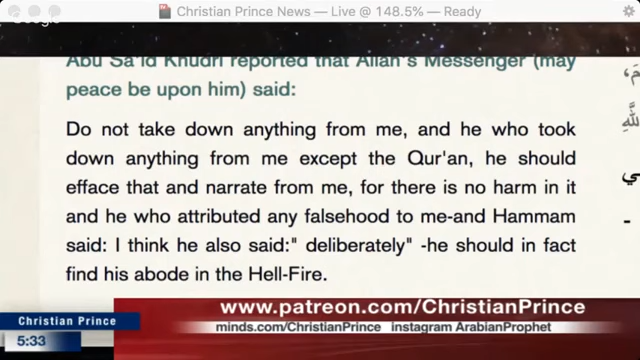 Christian Prince News — Live @ 148.5% — Ready
Google
Abu Sa'id Khudri reported that Allah's Messenger (may
peace be upon him) said:
Do not take down anything from me, and he who took
down anything from me except the Qur'an, he should
efface that and narrate from me, for there is no harm in it
and he who attributed any falsehood to me-and Hammam
said: I think he also said:" deliberately" -he should in fact
find his abode in the Hell-Fire.
www.patreon.com/ChristianPrince
Christian Prince
minds.com/ChristianPrince instagram ArabianProphet
5:33